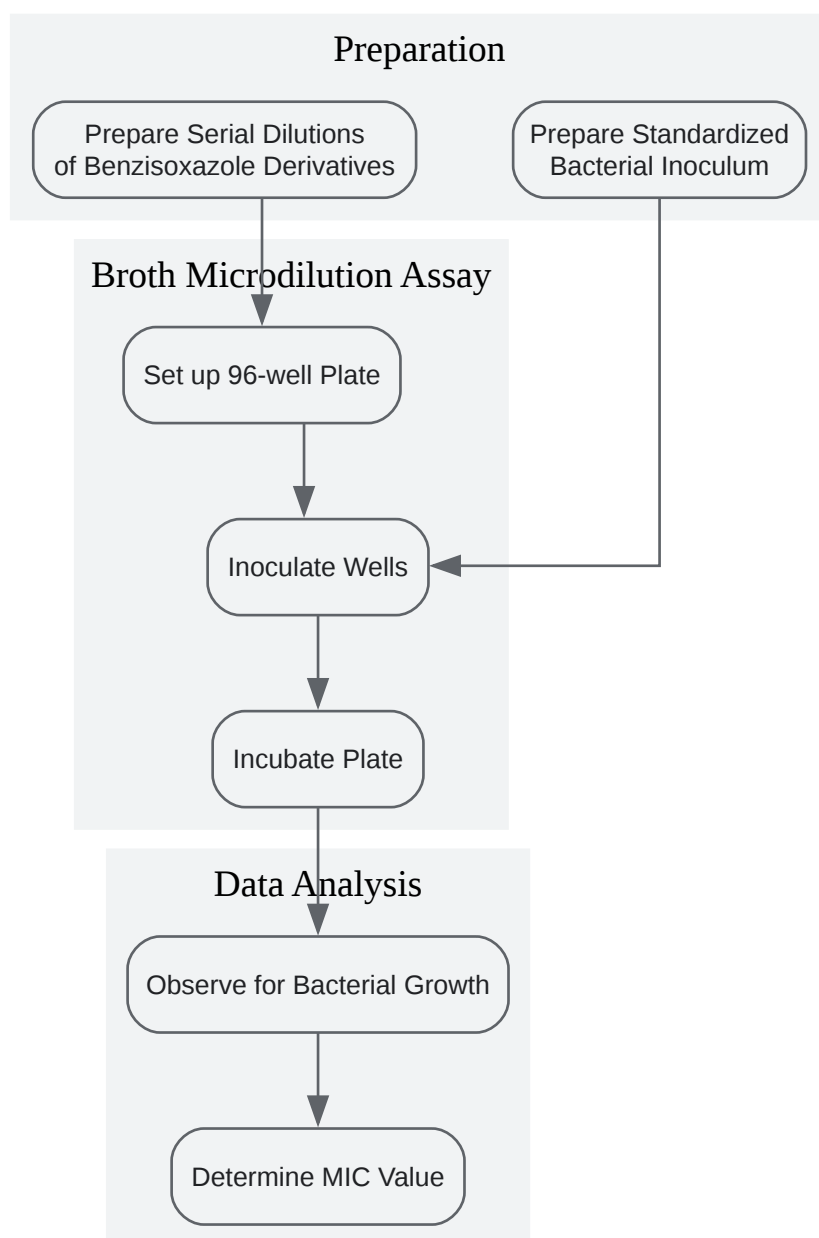 Preparation
Prepare Serial Dilutions
of Benzisoxazole Derivatives
Prepare Standardized
Bacterial Inoculum
Broth Microdilution Assay
Set up 96-well Plate
Inoculate Wells
Incubate Plate
Data Analysis
Observe for Bacterial Growth
Determine MIC Value